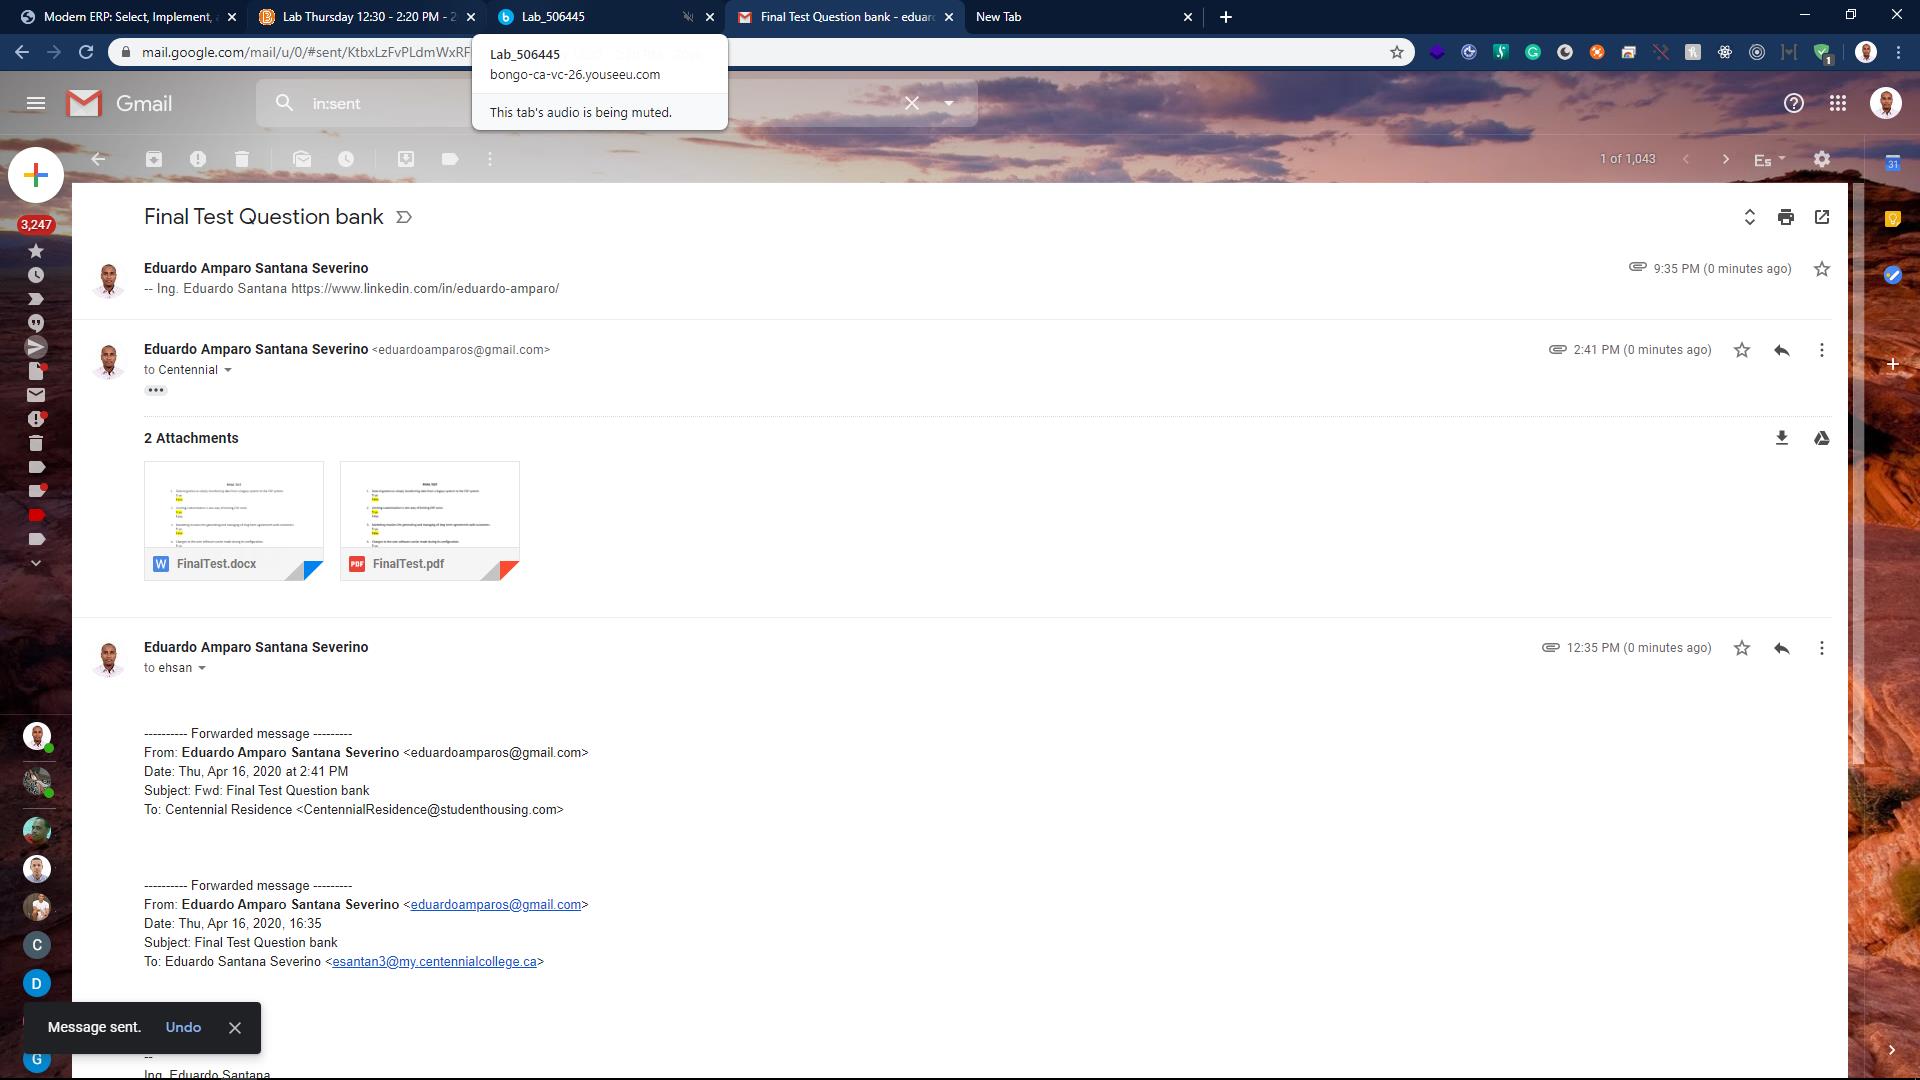 Modern ERP: Select, Implement,
Lab Thursday 12:30 - 2:20 PM - 2
Lab_506445
Final Test Question bank - eduar
New Tab
mail.google.com/mail/u/0/#sent/KtbxLzFvPLdmWxRF
Lab_506445
bongo-ca-vc-26.youseeu.com
This tab's audio is being muted.
1
Gmail
in:sent
1 of 1,043
Es
31
Final Test Question bank
3,247
Eduardo Amparo Santana Severino
9:35 PM (0 minutes ago)
-- Ing. Eduardo Santana https://www.linkedin.com/in/eduardo-amparo/
Eduardo Amparo Santana Severino <eduardoamparos@gmail.com>
2:41 PM (0 minutes ago)
to Centennial
2 Attachments
W FinalTest.docx
PDF FinalTest.pdf
Eduardo Amparo Santana Severino
12:35 PM (0 minutes ago)
to ehsan
---------- Forwarded message ---------
From: Eduardo Amparo Santana Severino <eduardoamparos@gmail.com>
Date: Thu, Apr 16, 2020 at 2:41 PM
Subject: Fwd: Final Test Question bank
To: Centennial Residence <CentennialResidence@studenthousing.com>
---------- Forwarded message ---------
From: Eduardo Amparo Santana Severino <eduardoamparos@gmail.com>
Date: Thu, Apr 16, 2020, 16:35
Subject: Final Test Question bank
To: Eduardo Santana Severino <esantan3@my.centennialcollege.ca>
C
D
Message sent. Undo
G
--
Ing. Eduardo Santana